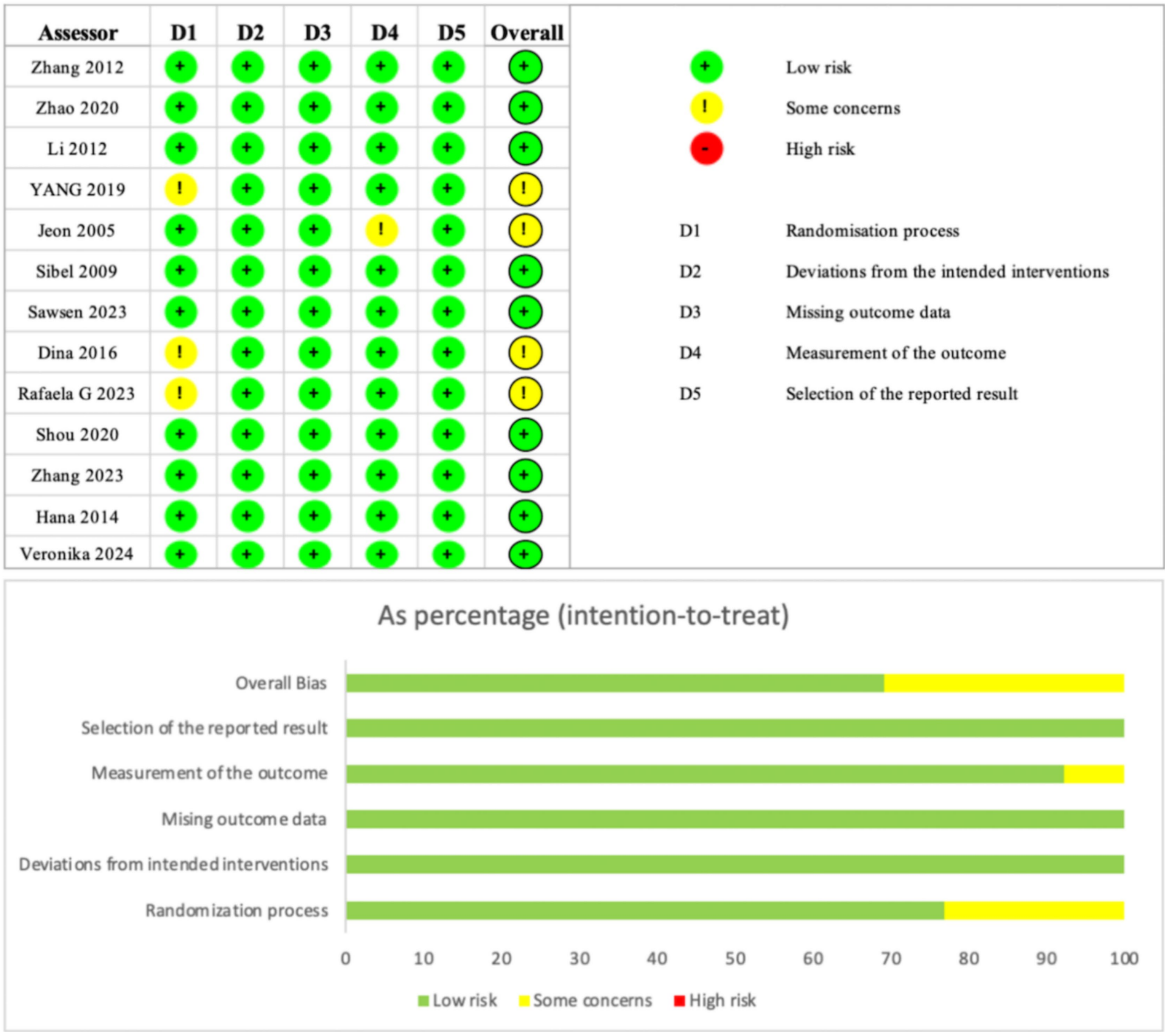 Assessor D1 D2 D3 D4 D5 Overall
Zhang 2012 + + + + + +
Zhao 2020 + + + + + +
Li 2012 + + + + + +
YANG 2019 ! + + + + !
Jeon 2005 + + + ! + !
Sibel 2009 + + + + + +
Sawsen 2023 + + + + + +
Dina 2016 ! + + + + !
Rafaela G 2023 ! + + + + !
Shou 2020 + + + + + +
Zhang 2023 + + + + + +
Hana 2014 + + + + + +
Veronika 2024 + + + + + +
+ Low risk
! Some concerns
- High risk
D1 Randomisation process
D2 Deviations from the intended interventions
D3 Missing outcome data
D4 Measurement of the outcome
D5 Selection of the reported result
As percentage (intention-to-treat)
Overall Bias
Selection of the reported result
Measurement of the outcome
Mising outcome data
Deviations from intended interventions
Randomization process
0 10 20 30 40 50 60 70 80 90 100
Low risk Some concerns High risk